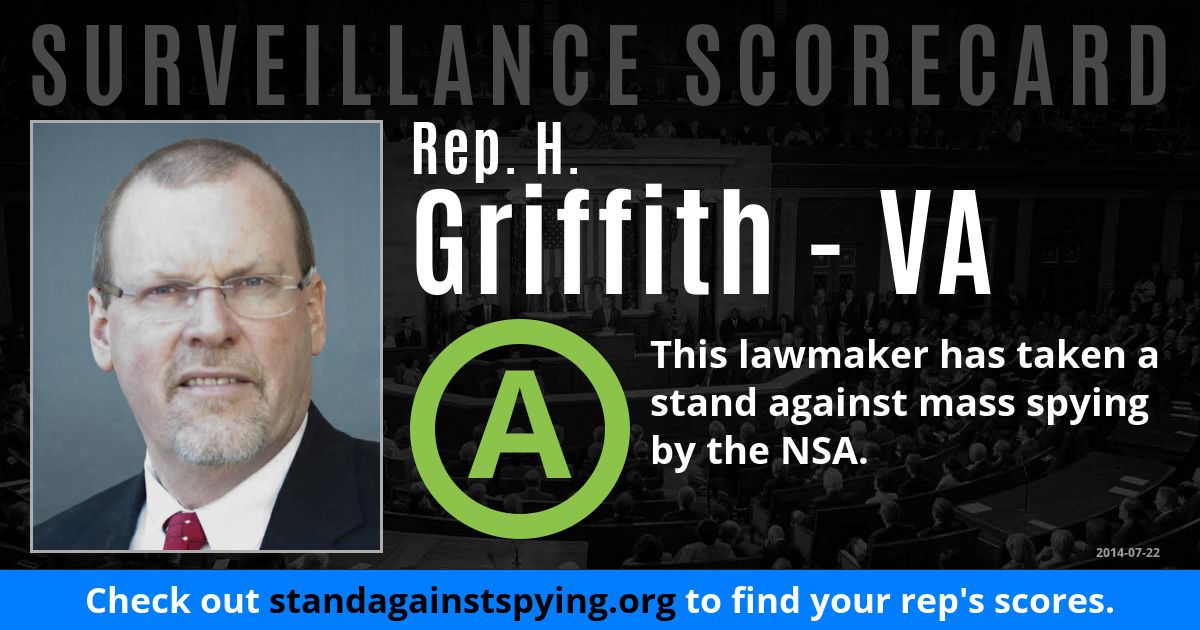 SURVEILLANCE SCORECARD
Rep. H.
Griffith - VA
A
This lawmaker has taken a
stand against mass spying
by the NSA.
2014-07-22
Check out standagainstspying.org to find your rep's scores.